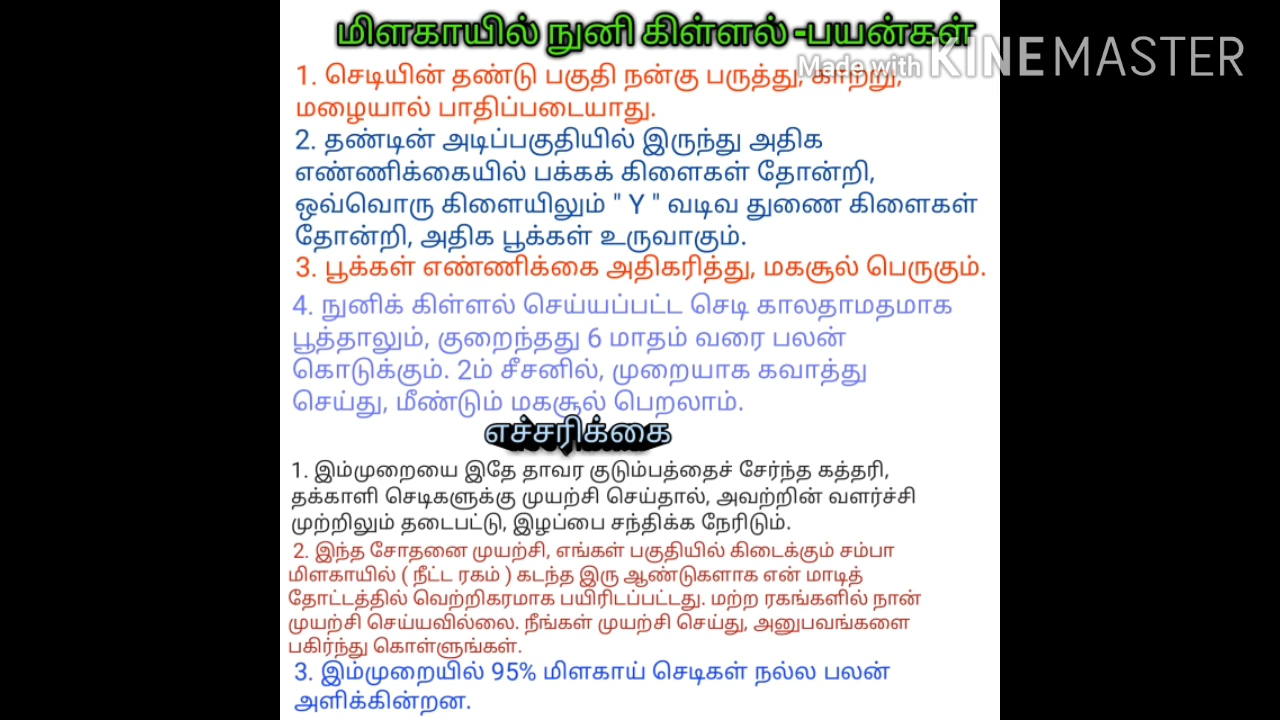 மிளகாயில் நுனி கிள்ளல் -பயன்கள்
Made with KINEMASTER
1. செடியின் தண்டு பகுதி நன்கு பருத்து, காற்று,
மழையால் பாதிப்படையாது.
2. தண்டின் அடிப்பகுதியில் இருந்து அதிக
எண்ணிக்கையில் பக்கக் கிளைகள் தோன்றி,
ஒவ்வொரு கிளையிலும் " Y " வடிவ துணை கிளைகள்
தோன்றி, அதிக பூக்கள் உருவாகும்.
3. பூக்கள் எண்ணிக்கை அதிகரித்து, மகசூல் பெருகும்.
4. நுனிக் கிள்ளல் செய்யப்பட்ட செடி காலதாமதமாக
பூத்தாலும், குறைந்தது 6 மாதம் வரை பலன்
கொடுக்கும். 2ம் சீசனில், முறையாக கவாத்து
செய்து, மீண்டும் மகசூல் பெறலாம்.
எச்சரிக்கை
1. இம்முறையை இதே தாவர குடும்பத்தைச் சேர்ந்த கத்தரி,
தக்காளி செடிகளுக்கு முயற்சி செய்தால், அவற்றின் வளர்ச்சி
முற்றிலும் தடைபட்டு, இழப்பை சந்திக்க நேரிடும்.
2. இந்த சோதனை முயற்சி, எங்கள் பகுதியில் கிடைக்கும் சம்பா
மிளகாயில் ( நீட்ட ரகம் ) கடந்த இரு ஆண்டுகளாக என் மாடித்
தோட்டத்தில் வெற்றிகரமாக பயிரிடப்பட்டது. மற்ற ரகங்களில் நான்
முயற்சி செய்யவில்லை. நீங்கள் முயற்சி செய்து, அனுபவங்களை
பகிர்ந்து கொள்ளுங்கள்.
3. இம்முறையில் 95% மிளகாய் செடிகள் நல்ல பலன்
அளிக்கின்றன.